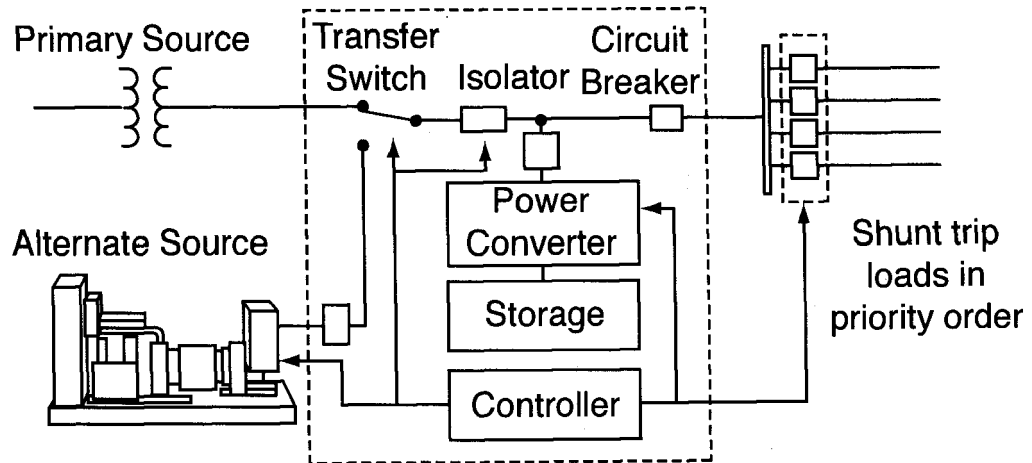 Primary Source
Transfer
Switch
Isolator
Circuit
Breaker
Power
Converter
Alternate Source
Storage
Controller
Shunt trip
loads in
priority order